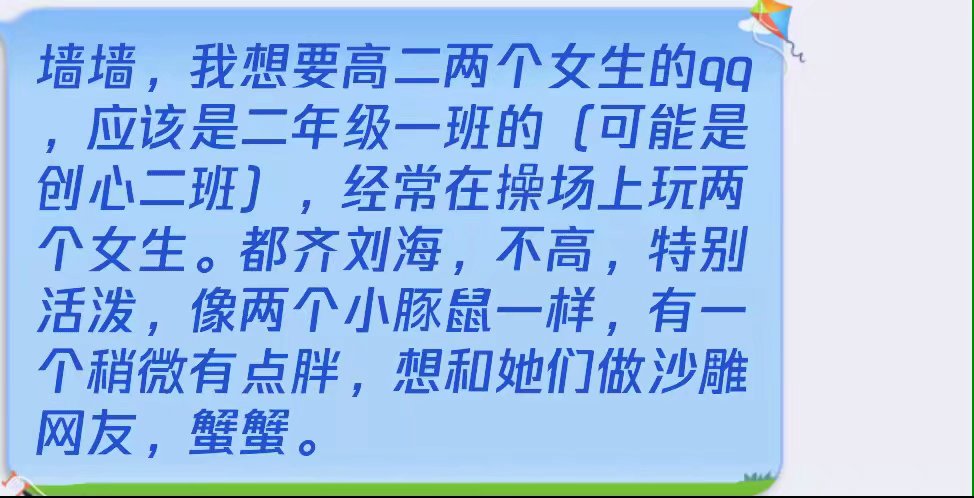 墙墙，我想要高二两个女生的qq
，应该是二年级一班的（可能是
创心二班），经常在操场上玩两
个女生。都齐刘海，不高，特别
活泼，像两个小豚鼠一样，有一
个稍微有点胖，想和她们做沙雕
网友，蟹蟹。